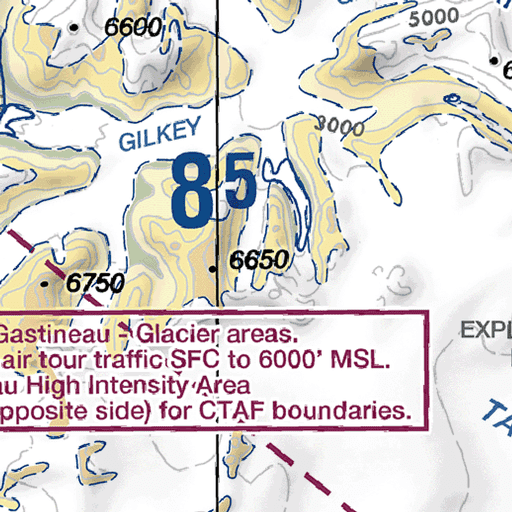 6600
5000
GILKEY
3000
85
6650
6750
Gastineau - Glacier areas.
air tour traffic SFC to 6000' MSL.
au High Intensity Area
pposite side) for CTAF boundaries.
EXPL
TA